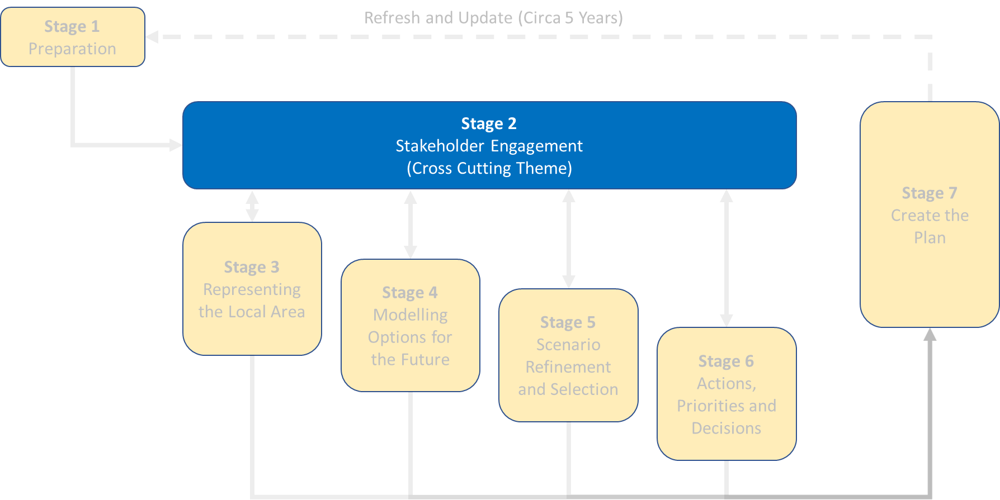 Refresh and Update (Circa 5 Years)
Stage 1
Preparation
Stage 2
Stakeholder Engagement
(Cross Cutting Theme)
Stage 3
Representing
the Local Area
Stage 4
Modelling
Options for
the Future
Stage 5
Scenario
Refinement
and Selection
Stage 6
Actions,
Priorities and
Decisions
Stage 7
Create the
Plan